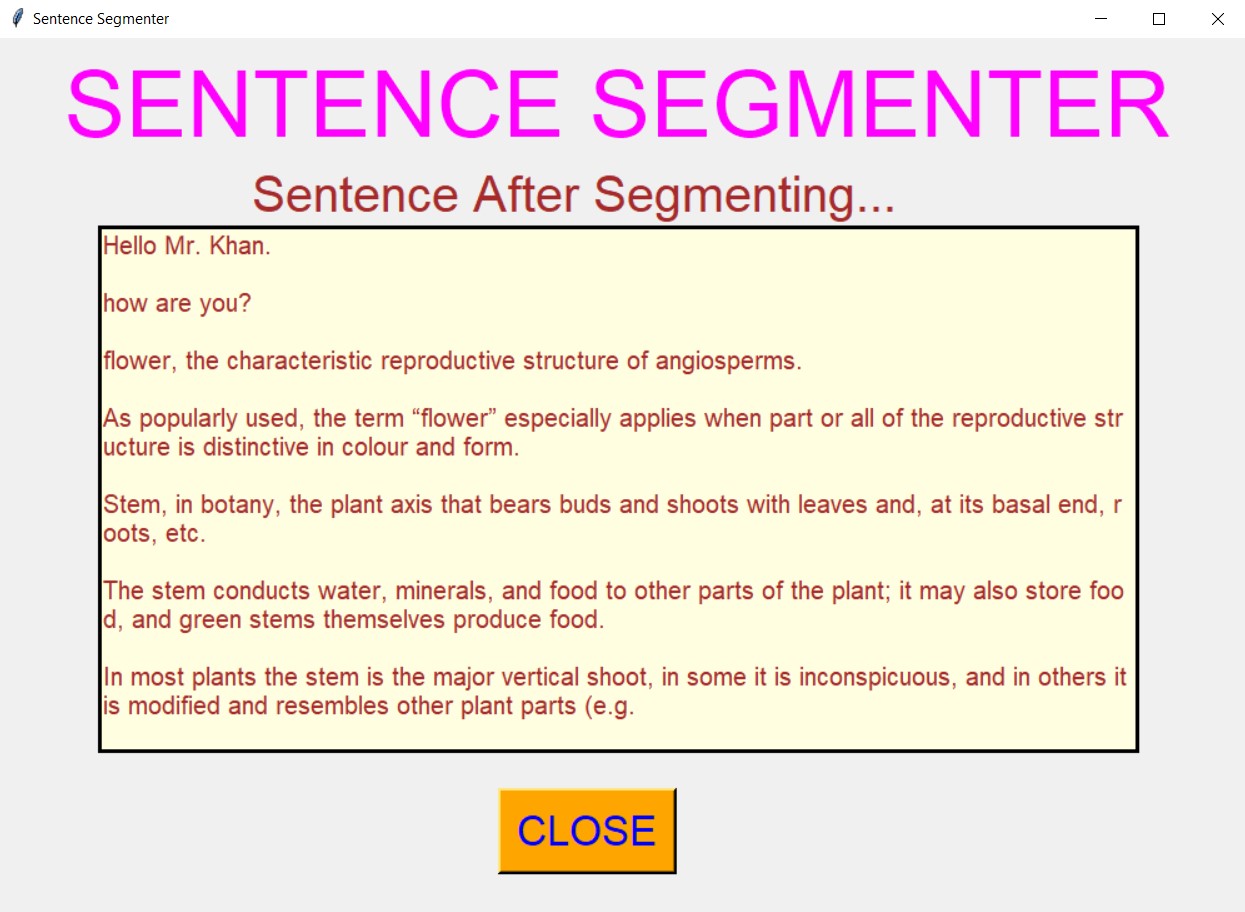 Sentence Segmenter
SENTENCE SEGMENTER
Sentence After Segmenting...
Hello Mr. Khan.
how are you?
flower, the characteristic reproductive structure of angiosperms.
As popularly used, the term “flower” especially applies when part or all of the reproductive str
ucture is distinctive in colour and form.
Stem, in botany, the plant axis that bears buds and shoots with leaves and, at its basal end, r
oots, etc.
The stem conducts water, minerals, and food to other parts of the plant; it may also store foo
d, and green stems themselves produce food.
In most plants the stem is the major vertical shoot, in some it is inconspicuous, and in others it
is modified and resembles other plant parts (e.g.
CLOSE